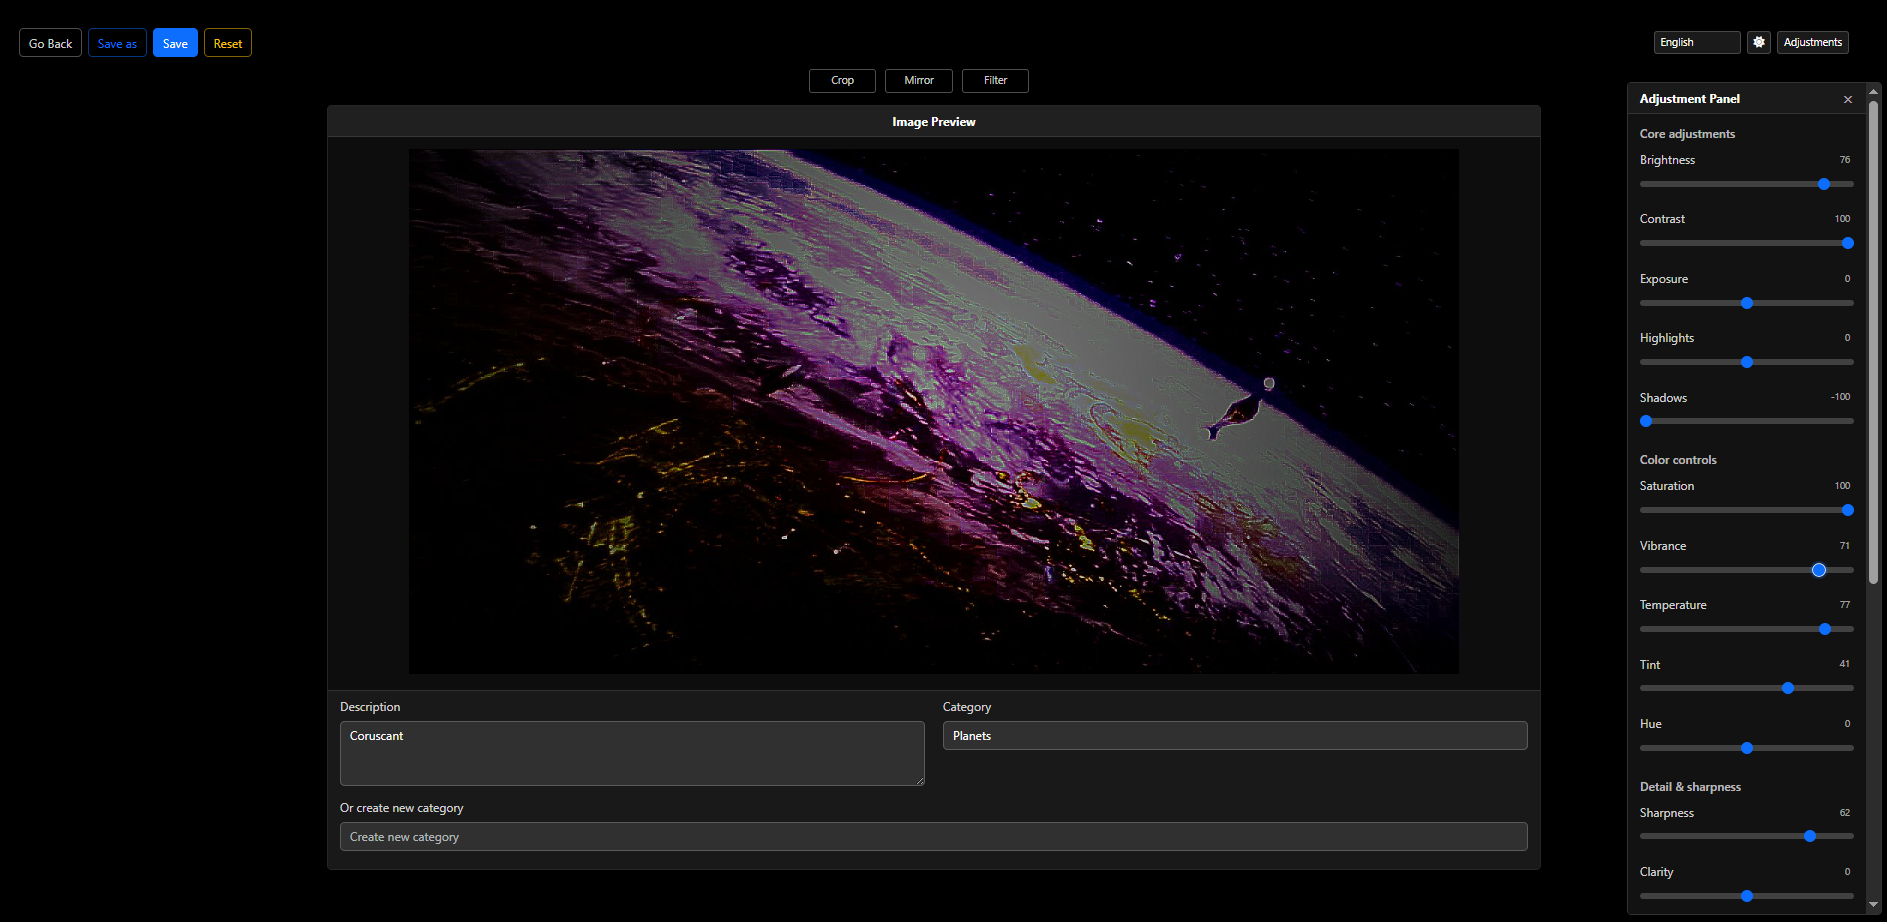 Go Back
Save as
Save
Reset
English
Adjustments
Crop
Mirror
Filter
Image Preview
Description
Coruscant
Category
Planets
Or create new category
Create new category
Adjustment Panel
Core adjustments
Brightness 76
Contrast 100
Exposure 0
Highlights 0
Shadows -100
Color controls
Saturation 100
Vibrance 71
Temperature 77
Tint 41
Hue 0
Detail & sharpness
Sharpness 62
Clarity 0